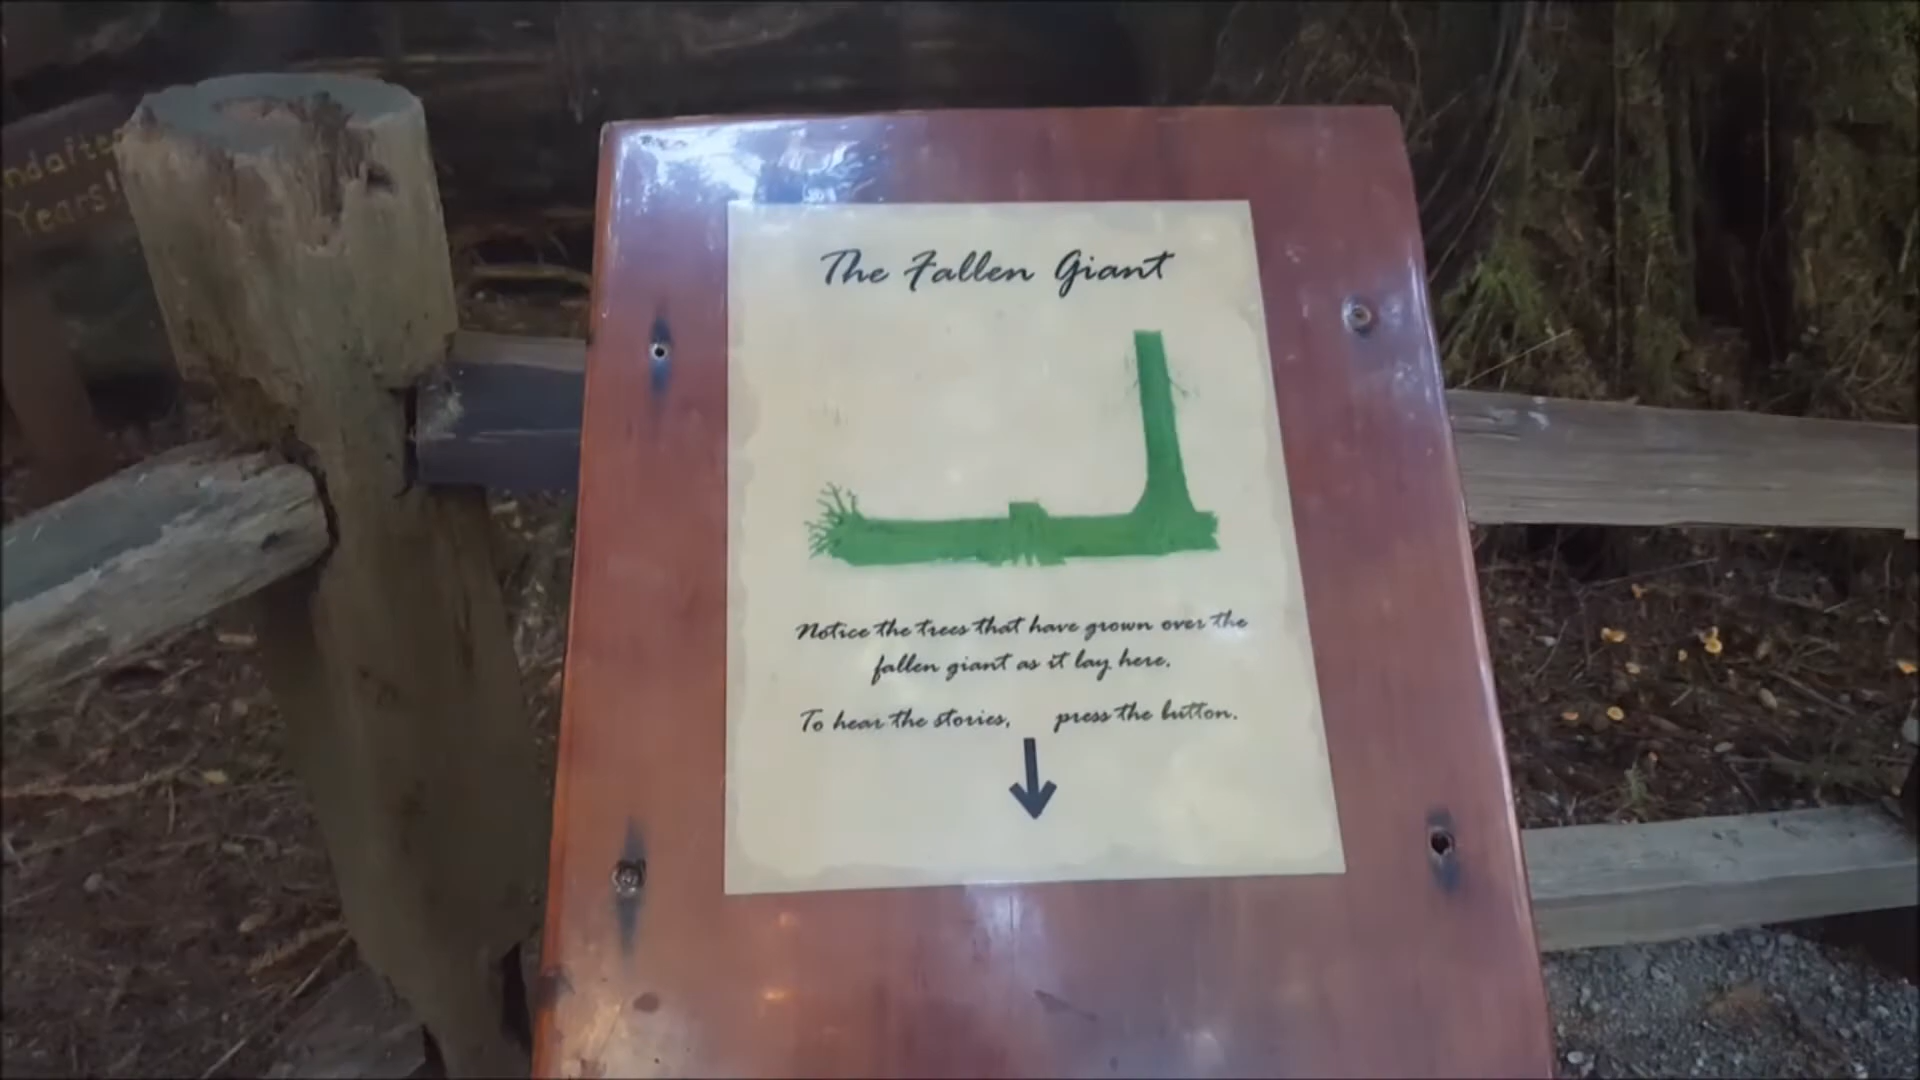 The Fallen Giant
Notice the trees that have grown over the
fallen giant as it lay here.
To hear the stories, press the button.
Years!